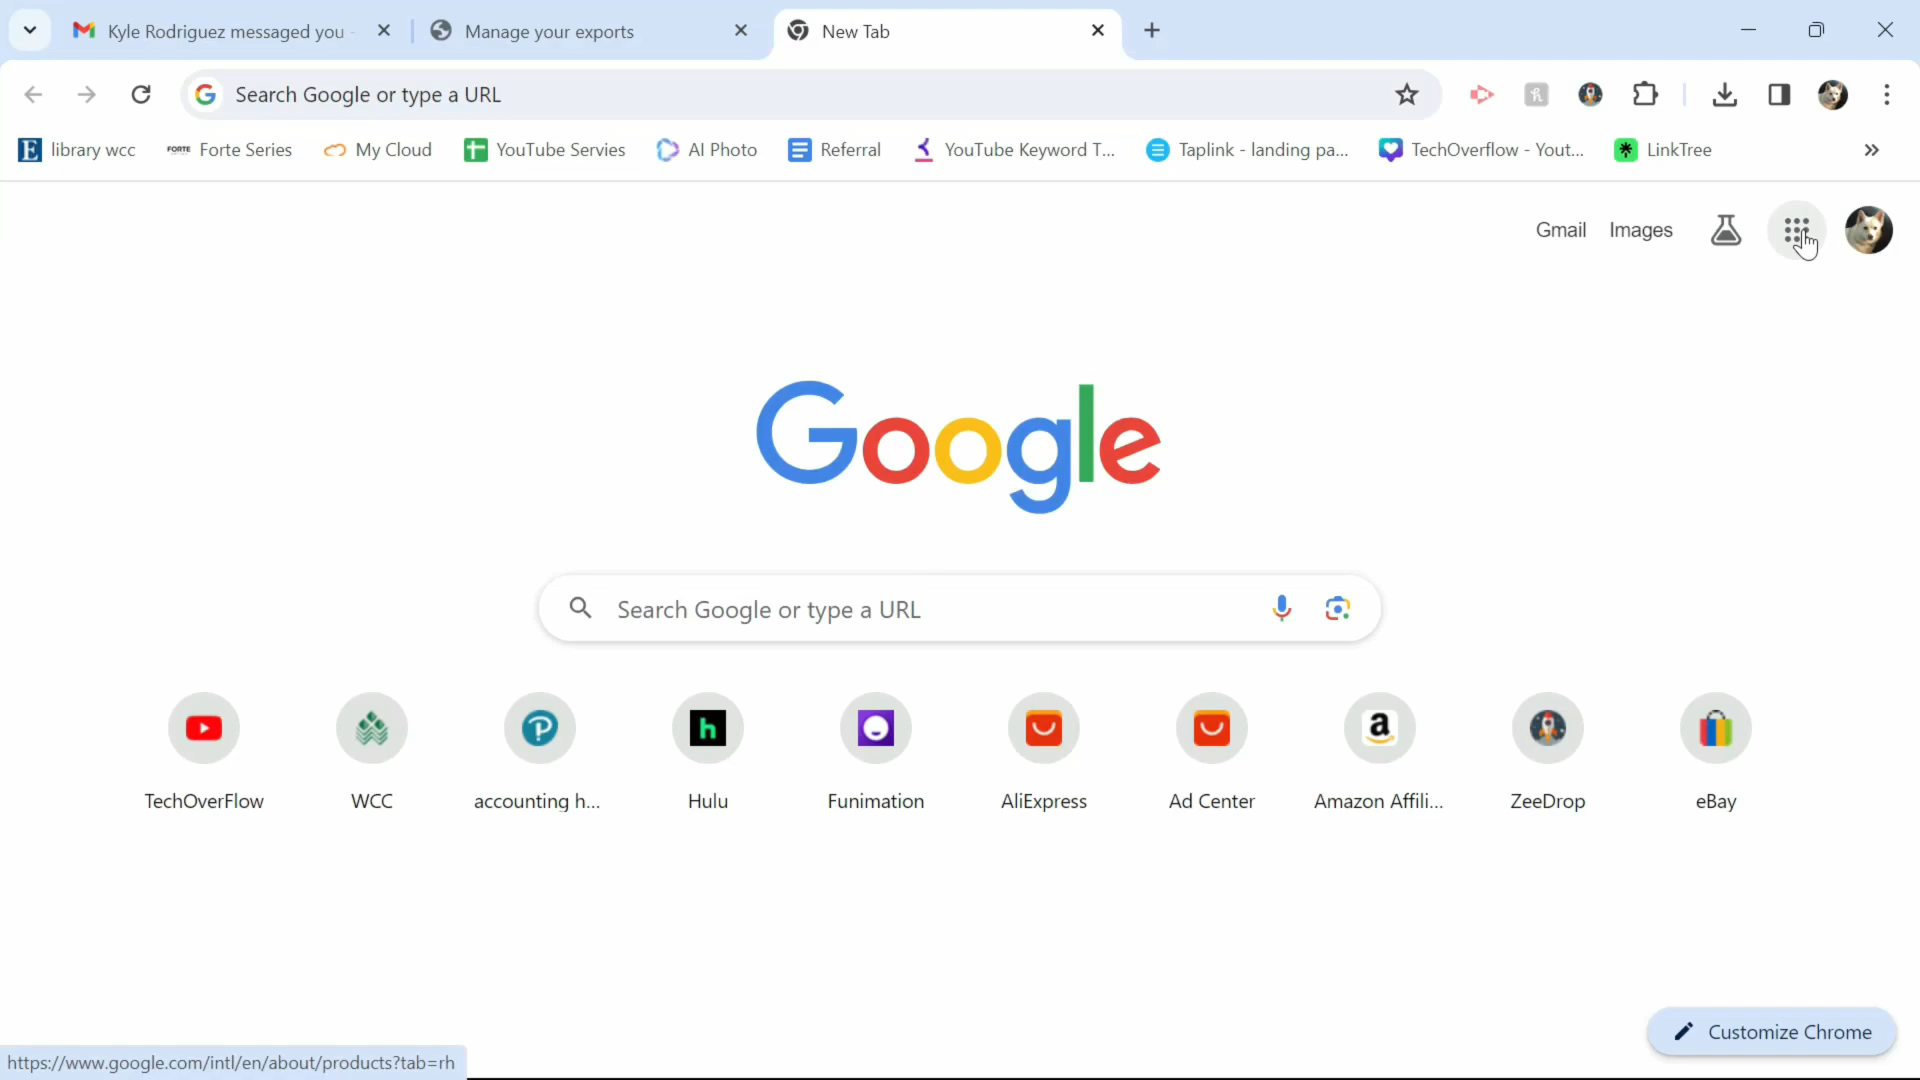 Kyle Rodriguez messaged you -
Manage your exports
New Tab
Search Google or type a URL
library wcc
FORTE Forte Series
My Cloud
YouTube Servies
AI Photo
Referral
YouTube Keyword T...
Taplink - landing pa...
TechOverflow - Yout...
LinkTree
Gmail Images
Google
Search Google or type a URL
TechOverFlow
WCC
accounting h...
Hulu
Funimation
AliExpress
Ad Center
Amazon Affili...
ZeeDrop
eBay
Customize Chrome
https://www.google.com/intl/en/about/products?tab=rh